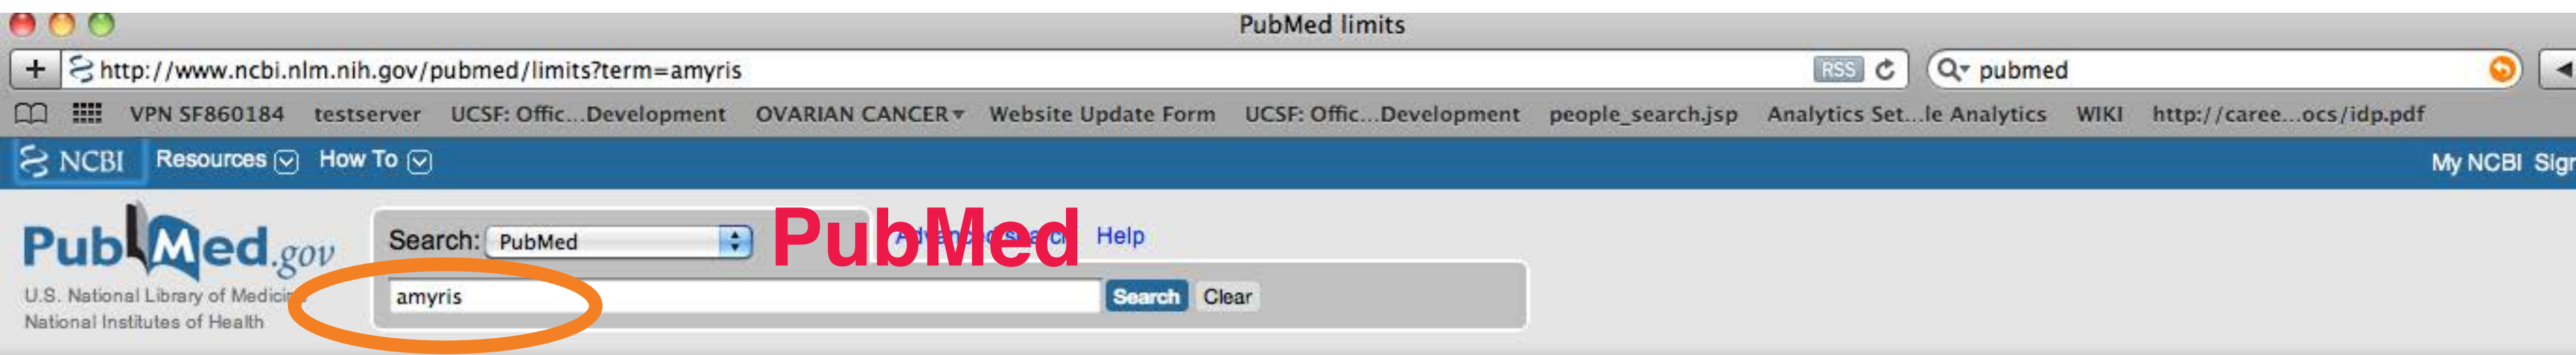 PubMed limits
+ http://www.ncbi.nlm.nih.gov/pubmed/limits?term=amyris RSS pubmed
VPN SF860184 testserver UCSF: Offic...Development OVARIAN CANCER Website Update Form UCSF: Offic...Development people_search.jsp Analytics Set...le Analytics WIKI http://caree...ocs/idp.pdf
NCBI Resources How To My NCBI Sign
PubMed.gov Search: PubMed PubMed Advanced search Help
U.S. National Library of Medicine amyris Search Clear
National Institutes of Health